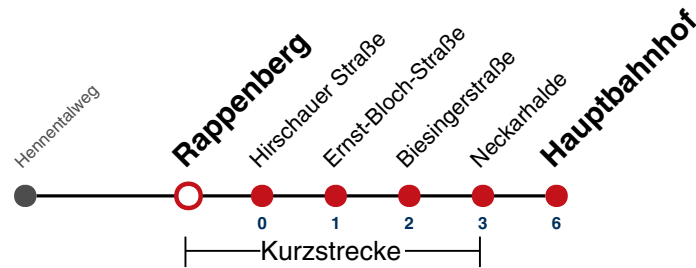 Hennentalweg
Rappenberg
Hirschauer Straße
Ernst-Bloch-Straße
Biesingerstraße
Neckarhalde
Hauptbahnhof
0 1 2 3 6
Kurzstrecke